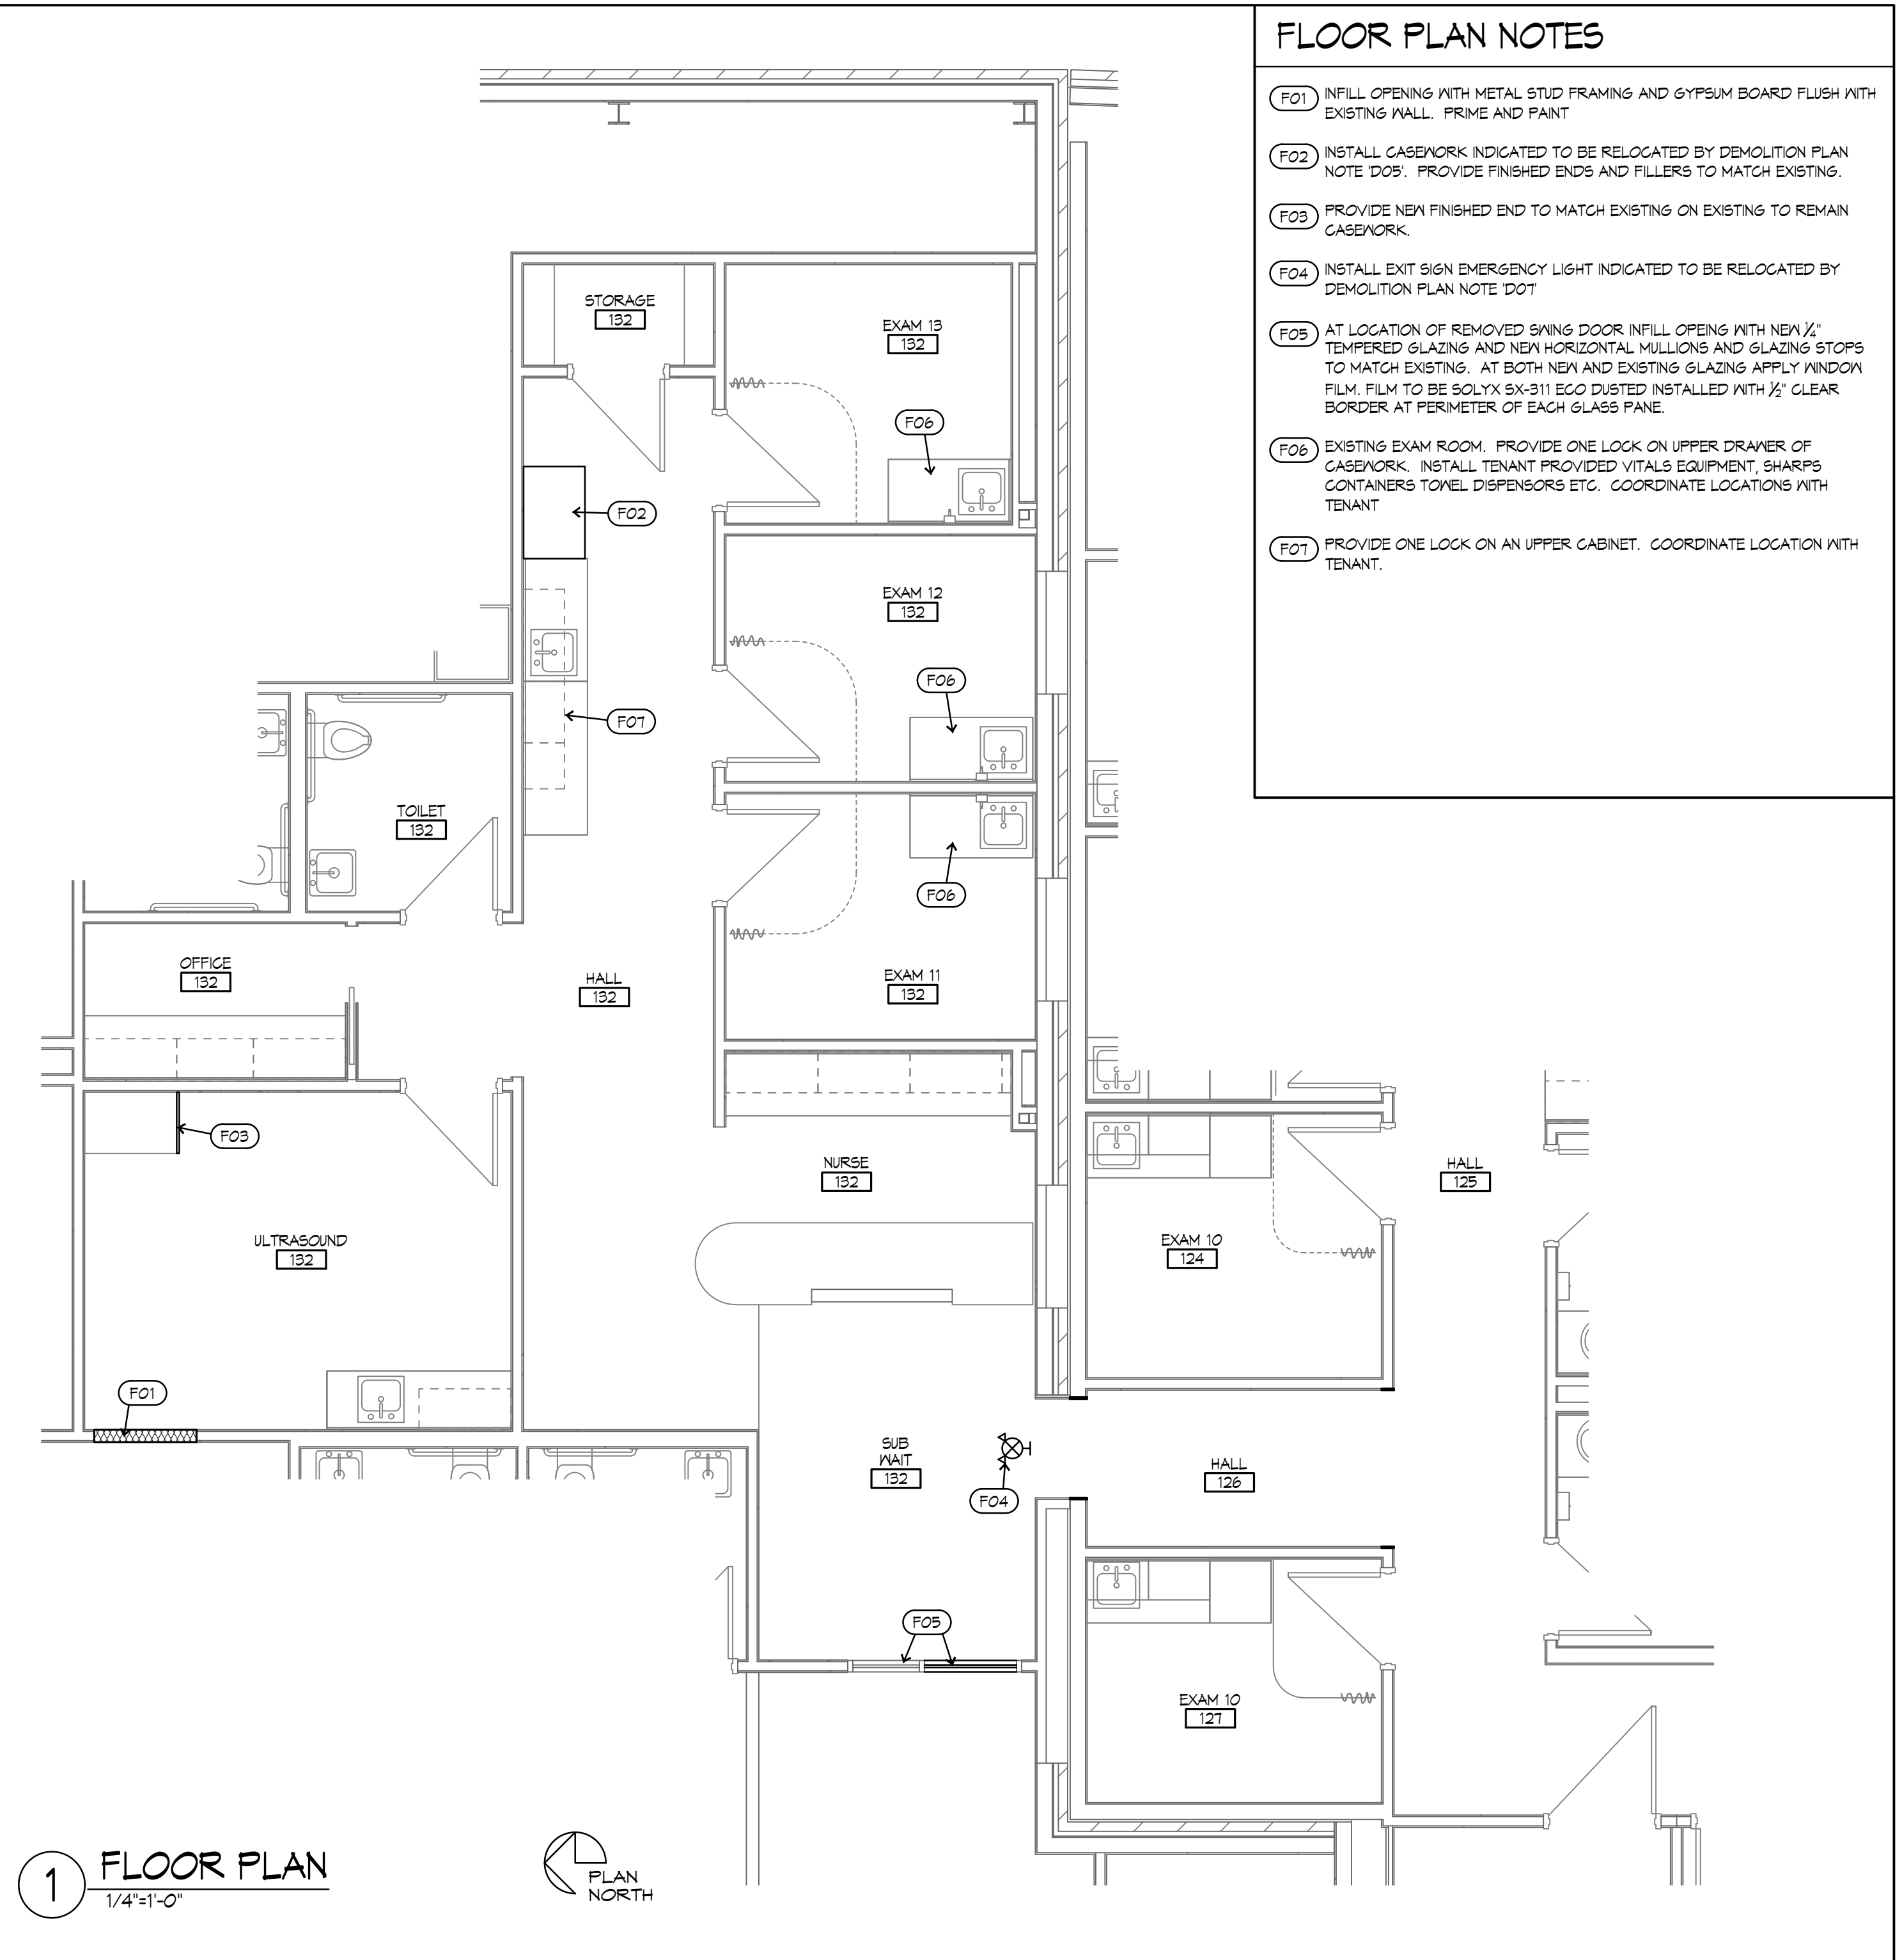 FLOOR PLAN NOTES
F01 INFILL OPENING WITH METAL STUD FRAMING AND GYPSUM BOARD FLUSH WITH
EXISTING WALL. PRIME AND PAINT
F02 INSTALL CASEWORK INDICATED TO BE RELOCATED BY DEMOLITION PLAN
NOTE 'D05'. PROVIDE FINISHED ENDS AND FILLERS TO MATCH EXISTING.
F03 PROVIDE NEW FINISHED END TO MATCH EXISTING ON EXISTING TO REMAIN
CASEWORK.
F04 INSTALL EXIT SIGN EMERGENCY LIGHT INDICATED TO BE RELOCATED BY
DEMOLITION PLAN NOTE 'D07'
F05 AT LOCATION OF REMOVED SWING DOOR INFILL OPEING WITH NEW ¼"
TEMPERED GLAZING AND NEW HORIZONTAL MULLIONS AND GLAZING STOPS
TO MATCH EXISTING. AT BOTH NEW AND EXISTING GLAZING APPLY WINDOW
FILM. FILM TO BE SOLYX SX-311 ECO DUSTED INSTALLED WITH ½" CLEAR
BORDER AT PERIMETER OF EACH GLASS PANE.
F06 EXISTING EXAM ROOM. PROVIDE ONE LOCK ON UPPER DRAWER OF
CASEWORK. INSTALL TENANT PROVIDED VITALS EQUIPMENT, SHARPS
CONTAINERS TOWEL DISPENSORS ETC. COORDINATE LOCATIONS WITH
TENANT
F07 PROVIDE ONE LOCK ON AN UPPER CABINET. COORDINATE LOCATION WITH
TENANT.
STORAGE
132
EXAM 13
132
F06
F02
EXAM 12
132
F06
F07
TOILET
132
F06
OFFICE
132
HALL
132
EXAM 11
132
F03
NURSE
132
HALL
125
ULTRASOUND
132
EXAM 10
124
F01
SUB
WAIT
132
F04
HALL
126
F05
EXAM 10
127
1 FLOOR PLAN
1/4"=1'-0"
PLAN
NORTH